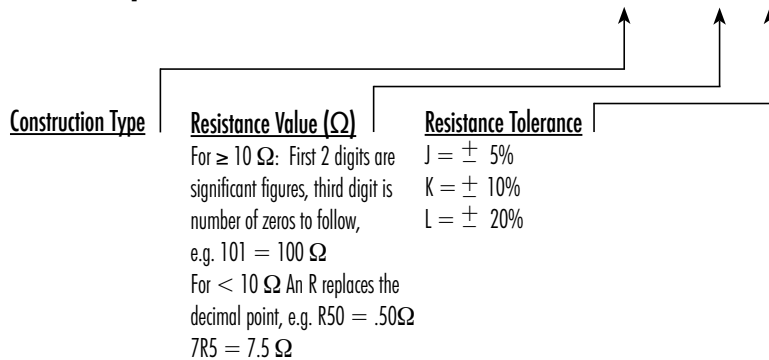 Construction Type
Resistance Value (Ω)
For ≥ 10 Ω: First 2 digits are
significant figures, third digit is
number of zeros to follow,
e.g. 101 = 100 Ω
For < 10 Ω An R replaces the
decimal point, e.g. R50 = .50Ω
7R5 = 7.5 Ω
Resistance Tolerance
J = ± 5%
K = ± 10%
L = ± 20%